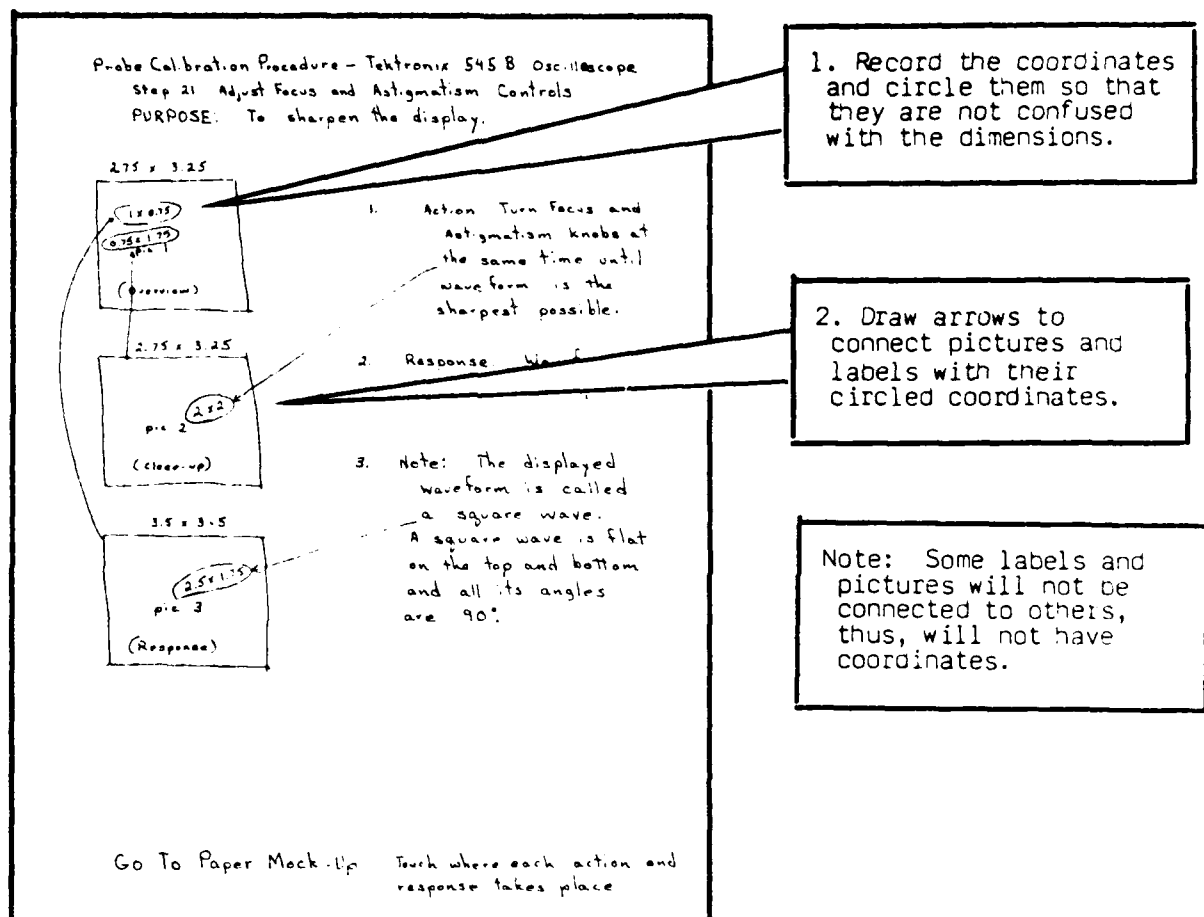 Probe Calibration Procedure - Tektronix 545 B Oscilloscope
Step 21 Adjust Focus and Astigmatism Controls
PURPOSE: To sharpen the display.
2.75 x 3.25
1 x 0.75
0.75 x 1.75
pic 1
(Overview)
2.75 x 3.25
2 x 2
pic 2
(Close-up)
3.5 x 3.5
2.5 x 1.75
pic 3
(Response)
1. Action Turn Focus and
Astigmatism knobs at
the same time until
waveform is the
sharpest possible.
2. Response
3. Note: The displayed
waveform is called
a square wave.
A square wave is flat
on the top and bottom
and all its angles
are 90°.
Go To Paper Mock-Up Touch where each action and
response takes place
1. Record the coordinates
and circle them so that
they are not confused
with the dimensions.
2. Draw arrows to
connect pictures and
labels with their
circled coordinates.
Note: Some labels and
pictures will not be
connected to others,
thus, will not have
coordinates.